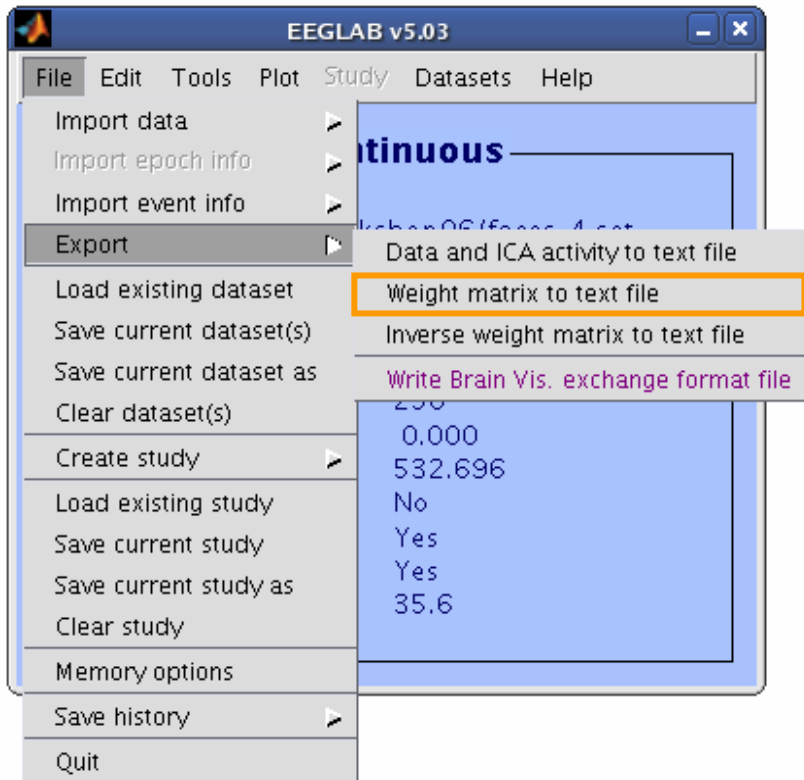 EEGLAB v5.03
File Edit Tools Plot Study Datasets Help
Import data
Import epoch info
Import event info
Export
Load existing dataset
Save current dataset(s)
Save current dataset as
Clear dataset(s)
Create study
Load existing study
Save current study
Save current study as
Clear study
Memory options
Save history
Quit
Data and ICA activity to text file
Weight matrix to text file
Inverse weight matrix to text file
Write Brain Vis. exchange format file
0.000
532.696
No
Yes
Yes
35.6